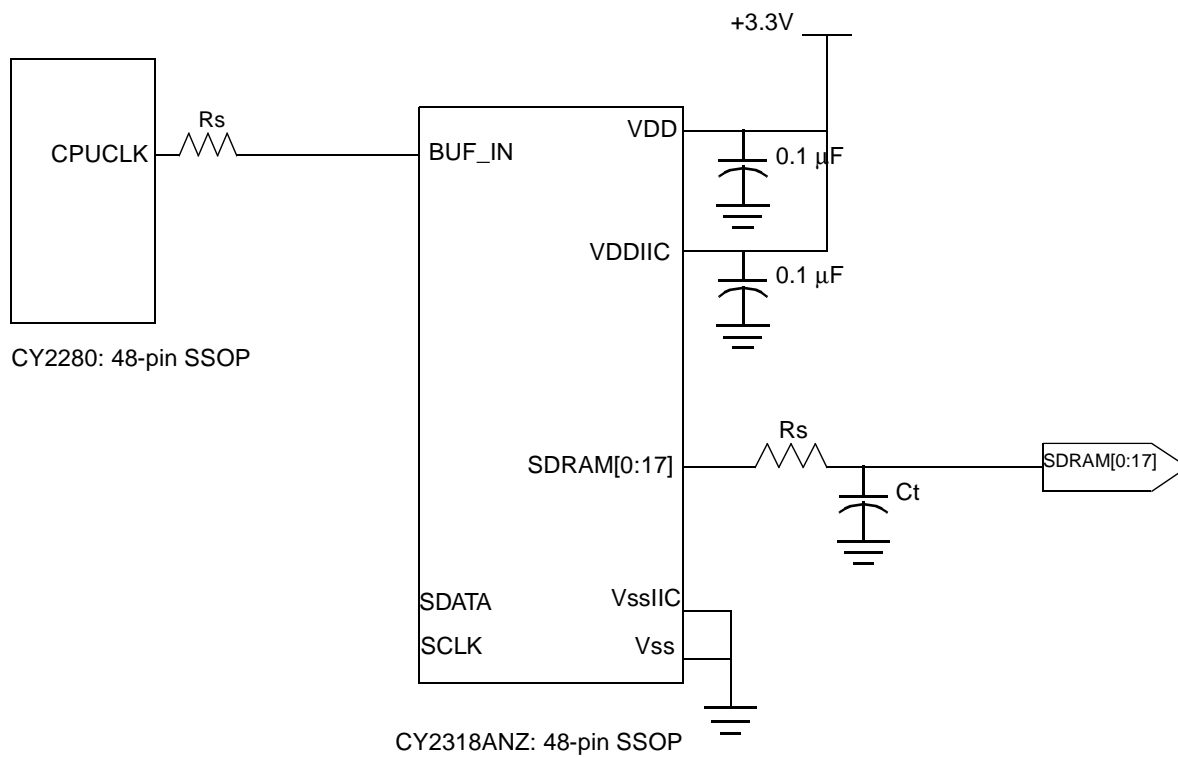 +3.3V
Rs
CPUCLK
BUF_IN
VDD
0.1 μF
VDDIIC
0.1 μF
CY2280: 48-pin SSOP
Rs
SDRAM[0:17]
SDRAM[0:17]
Ct
SDATA
VssIIC
SCLK
Vss
CY2318ANZ: 48-pin SSOP